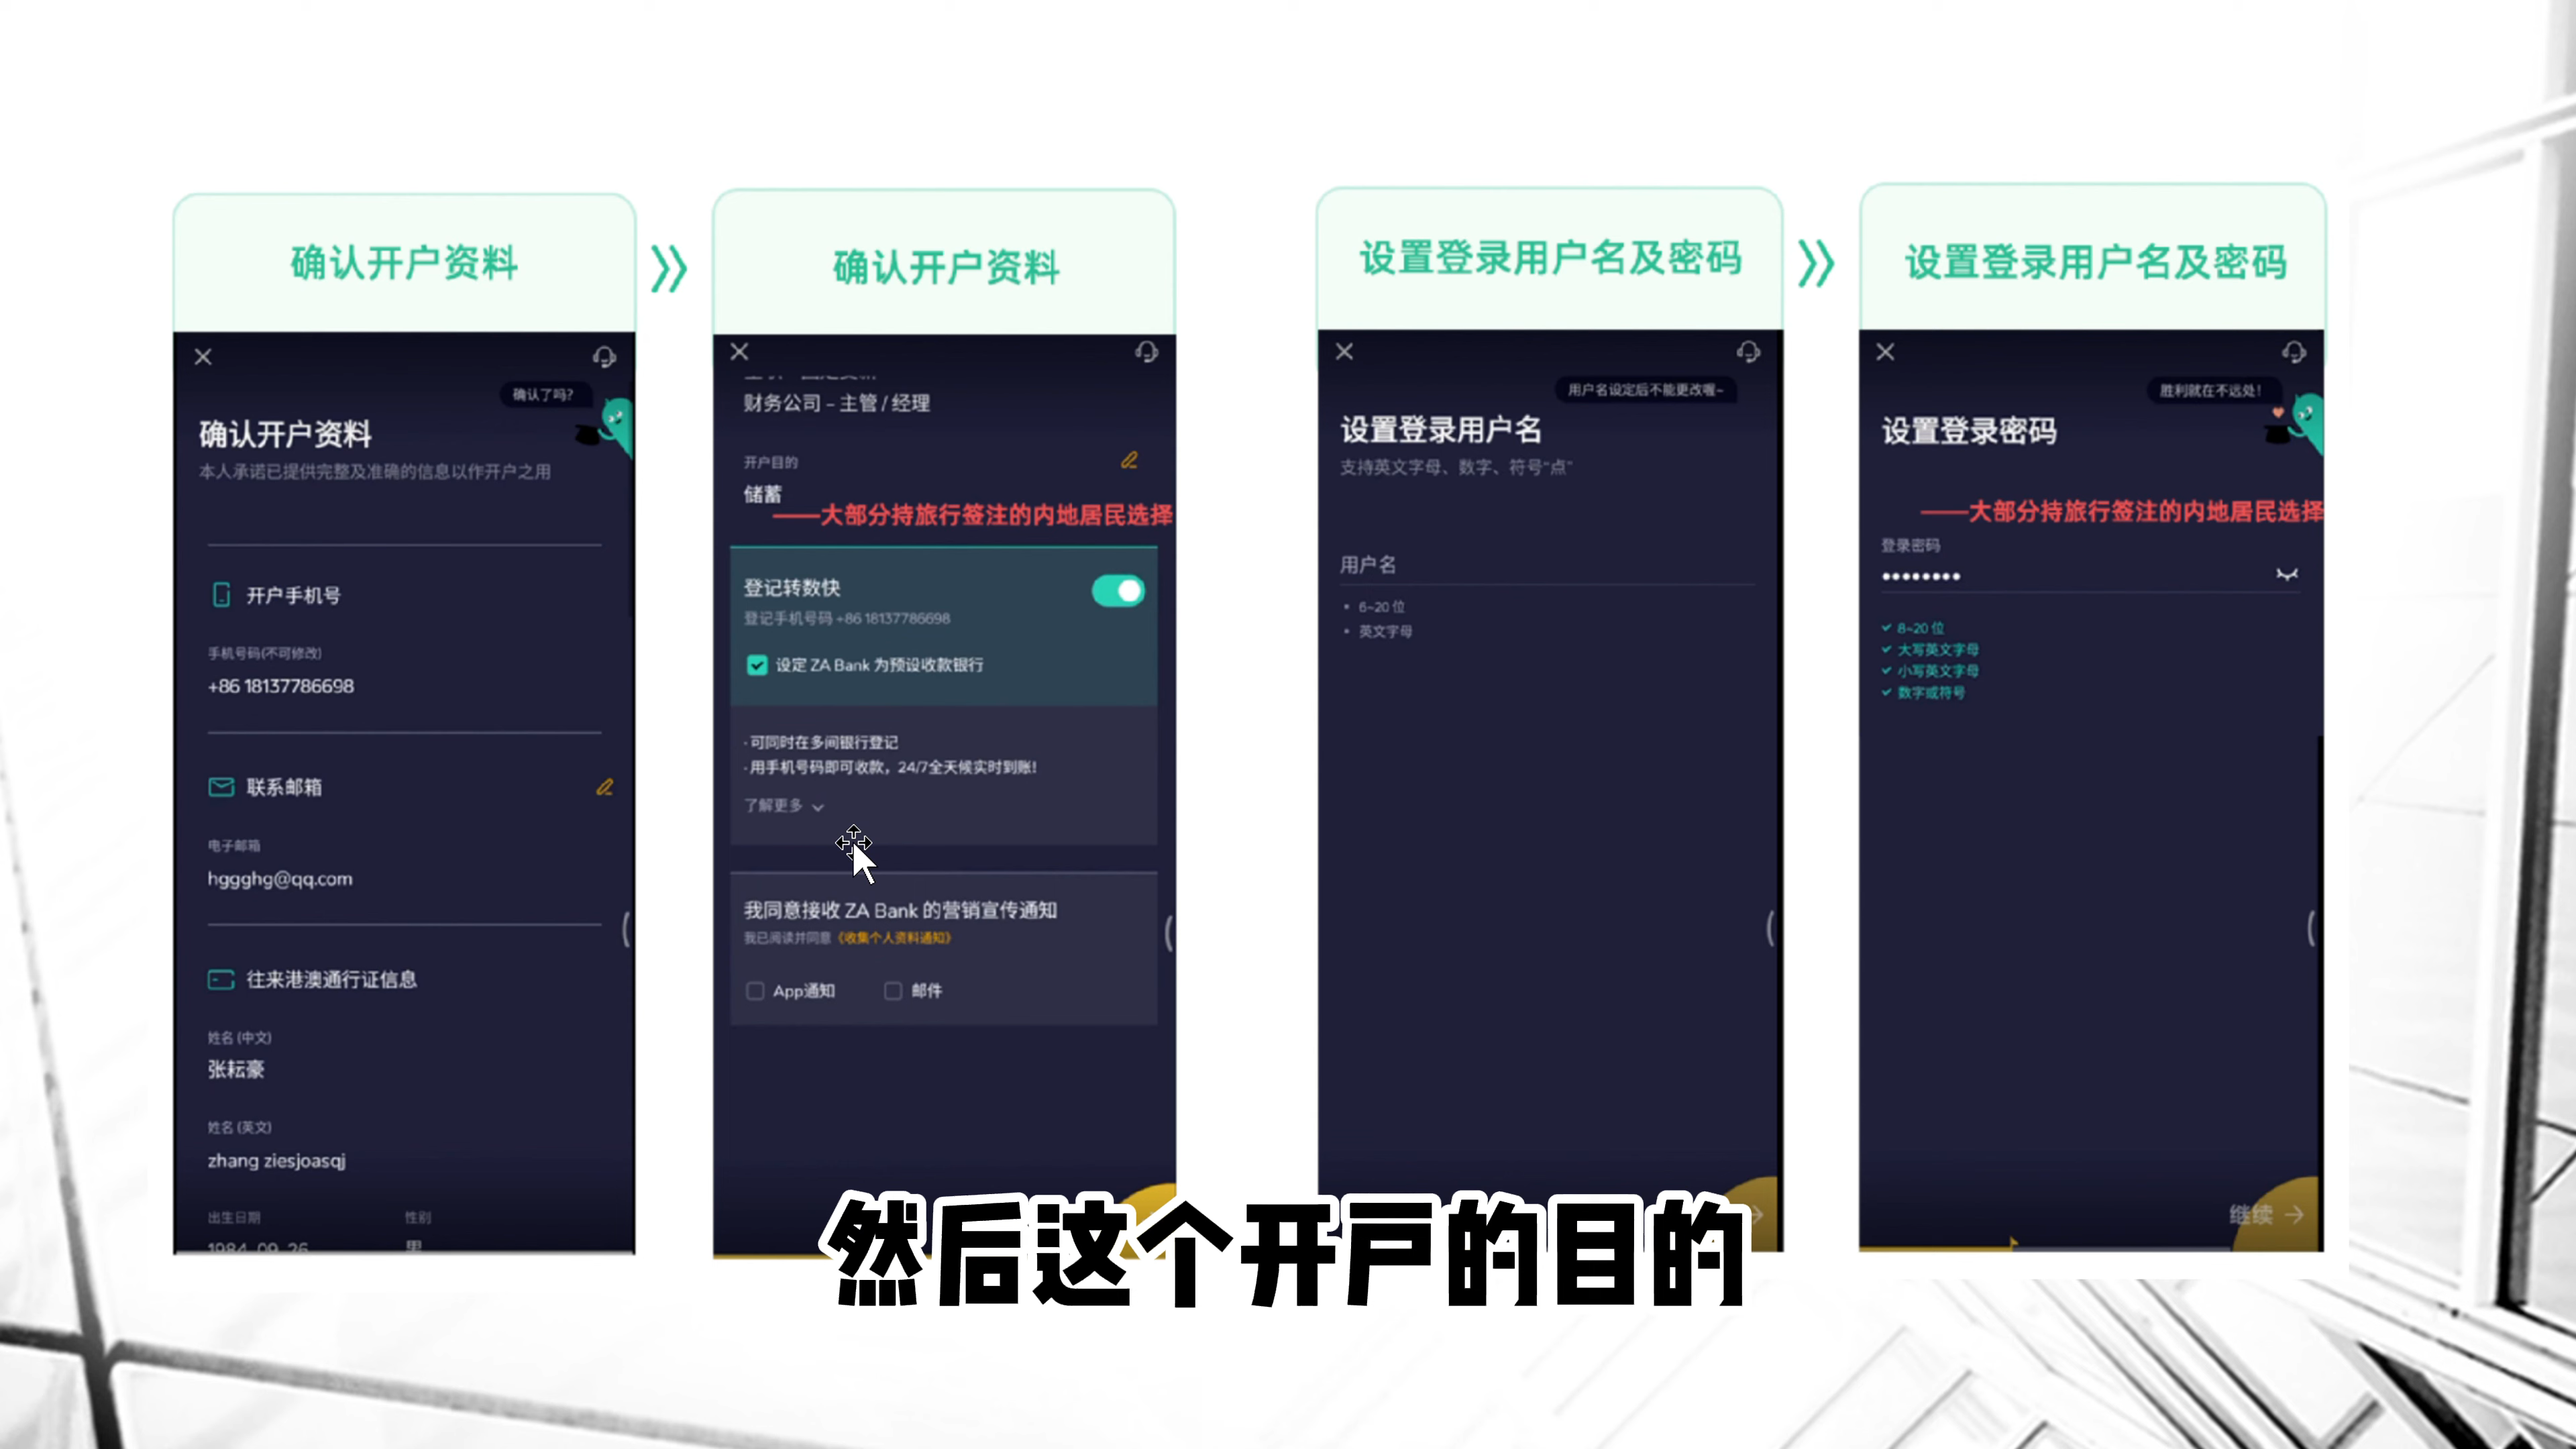 确认开户资料
确认了吗?
确认开户资料
本人承诺已提供完整及准确的信息以作开户之用
开户手机号
手机号码(不可修改)
+86 18137786698
联系邮箱
电子邮箱
hggghg@qq.com
往来港澳通行证信息
姓名 (中文)
张耘豪
姓名 (英文)
zhang ziesjoasqj
出生日期 性别
1984-09-26 男
确认开户资料
财务公司 – 主管 / 经理
开户目的
储蓄
——大部分持旅行签注的内地居民选择
登记转数快
登记手机号码 +86 18137786698
设定 ZA Bank 为预设收款银行
· 可同时在多间银行登记
· 用手机号码即可收款，24/7全天候实时到账!
了解更多
我同意接收 ZA Bank 的营销宣传通知
我已阅读并同意《收集个人资料通知》
App通知 邮件
设置登录用户名及密码
用户名设定后不能更改喔~
设置登录用户名
支持英文字母、数字、符号“点”
用户名
• 6~20 位
• 英文字母
设置登录用户名及密码
胜利就在不远处!
设置登录密码
——大部分持旅行签注的内地居民选择
登录密码
••••••••
8~20 位
大写英文字母
小写英文字母
数字或符号
继续
然后这个开户的目的